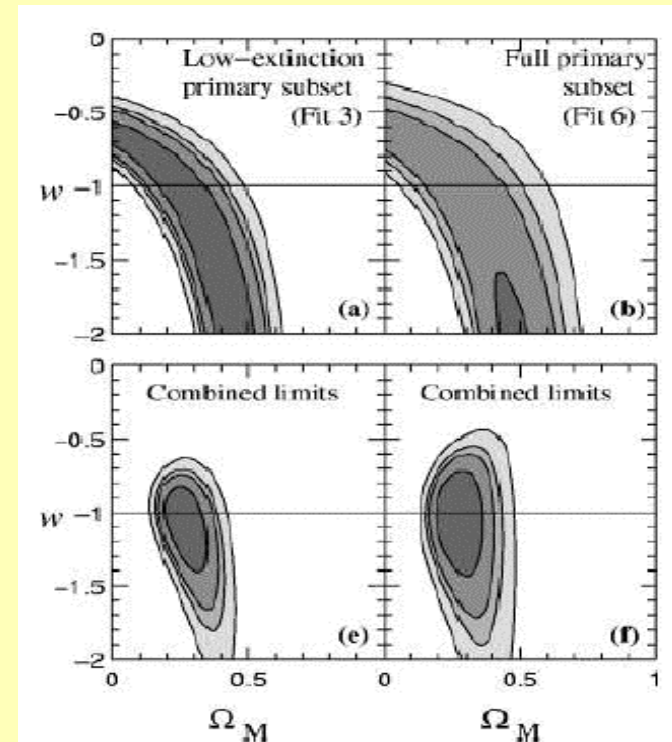 0
Low-extinction primary subset (Fit 3)
Full primary subset (Fit 6)
-0.5
w -1
-1.5
-2
(a)
(b)
0
Combined limits
Combined limits
-0.5
w -1
-1.5
-2
(e)
(f)
0 0.5 0 0.5 1
Ω_M Ω_M